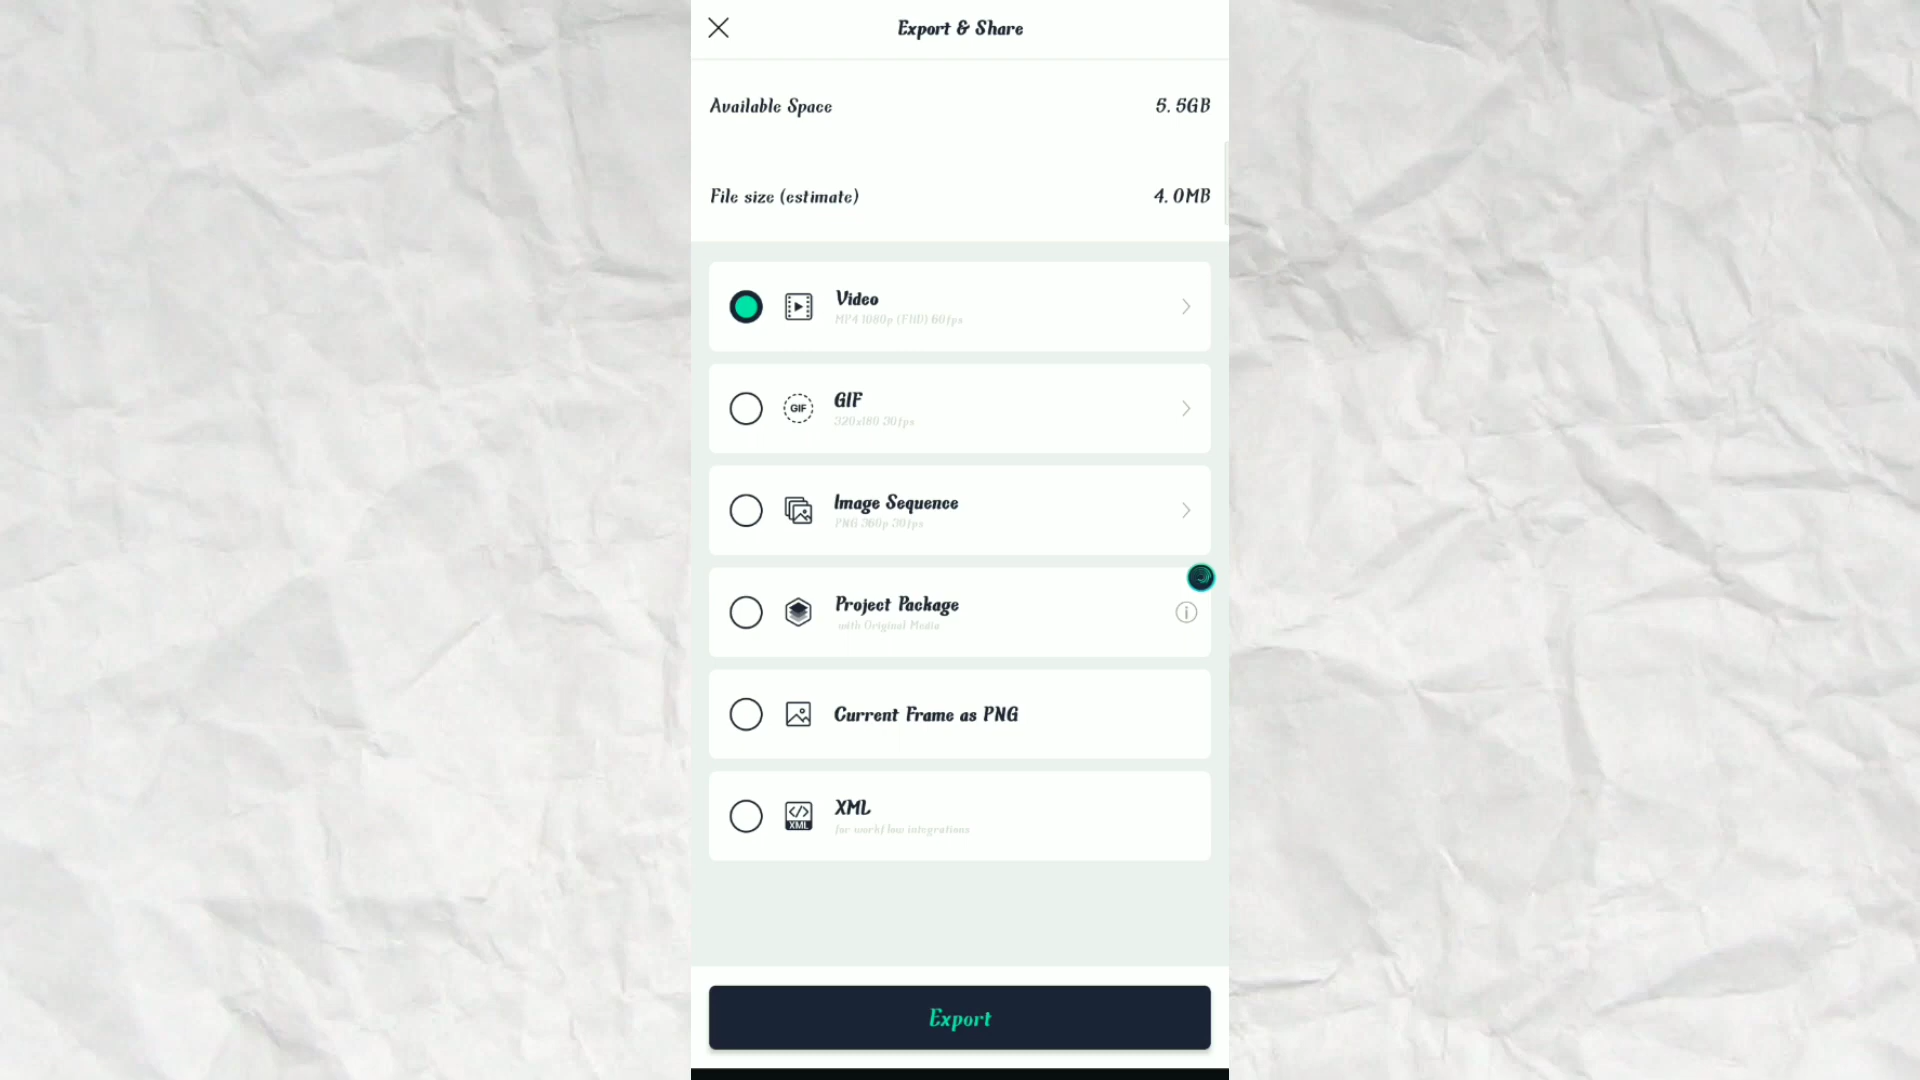 Export & Share
Available Space 5.5GB
File size (estimate) 4.0MB
Video
MP4 1080p (FHD) 60fps
GIF
GIF
320x180 30fps
Image Sequence
PNG 360p 30fps
Project Package
with Original Media
Current Frame as PNG
XML
XML
for workflow integrations
Export